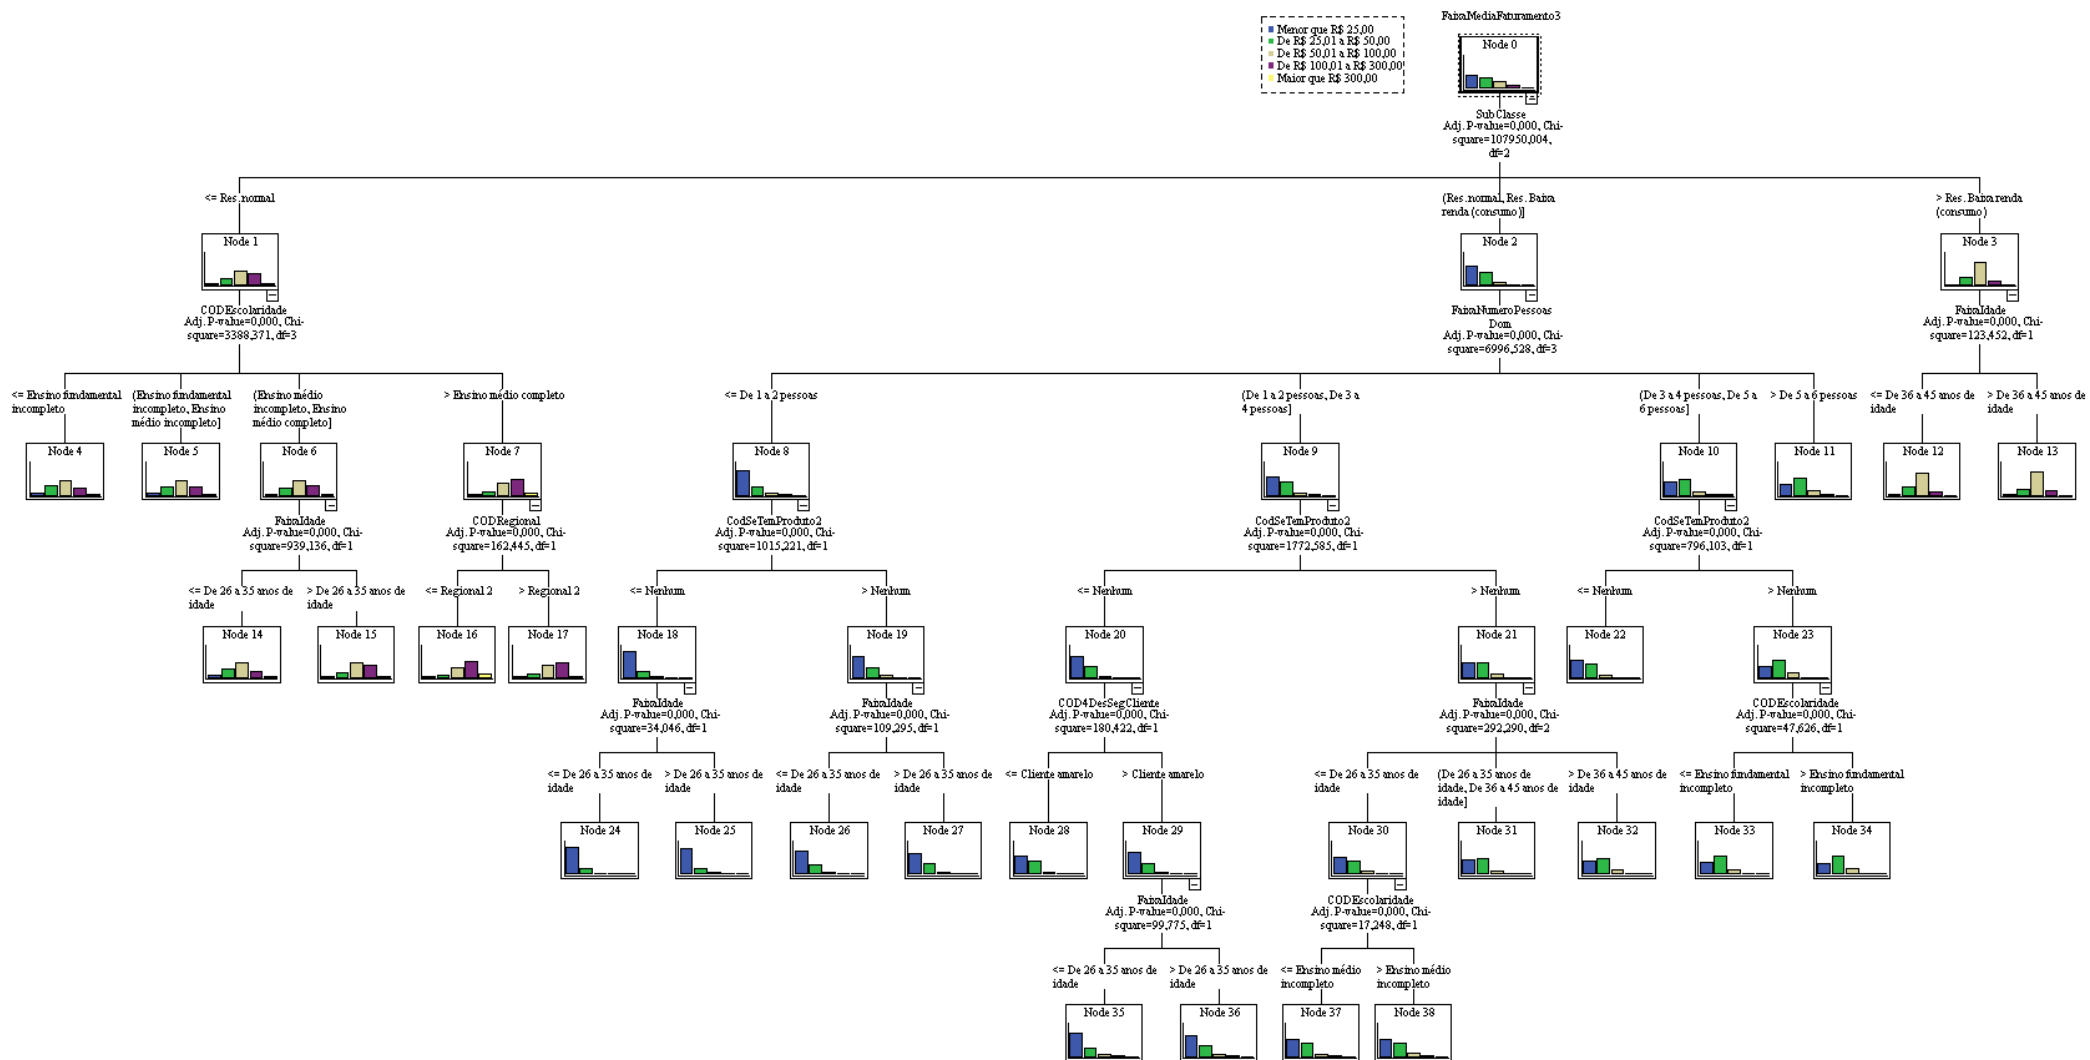 FaixaMediaFaturamento3
Menor que R$ 25,00
De R$ 25,01 a R$ 50,00
De R$ 50,01 a R$ 100,00
De R$ 100,01 a R$ 300,00
Maior que R$ 300,00
Node 0
SubClasse
Adj. P-value=0,000, Chi-
square=107950,004,
df=2
<= Res. normal
(Res. normal, Res. Baixa
renda (consumo)]
> Res. Baixa renda
(consumo)
Node 1
Node 2
Node 3
CODEscolaridade
Adj. P-value=0,000, Chi-
square=3388,371, df=3
FaixaNumeroPessoas
Dom
Adj. P-value=0,000, Chi-
square=6996,528, df=3
FaixaIdade
Adj. P-value=0,000, Chi-
square=123,452, df=1
<= Ensino fundamental
incompleto
(Ensino fundamental
incompleto, Ensino
médio incompleto]
(Ensino médio
incompleto, Ensino
médio completo]
> Ensino médio completo
<= De 1 a 2 pessoas
(De 1 a 2 pessoas, De 3 a
4 pessoas]
(De 3 a 4 pessoas, De 5 a
6 pessoas]
> De 5 a 6 pessoas
<= De 36 a 45 anos de
idade
> De 36 a 45 anos de
idade
Node 4
Node 5
Node 6
Node 7
Node 8
Node 9
Node 10
Node 11
Node 12
Node 13
FaixaIdade
Adj. P-value=0,000, Chi-
square=939,136, df=1
CODRegional
Adj. P-value=0,000, Chi-
square=162,445, df=1
CodSeTemProduto2
Adj. P-value=0,000, Chi-
square=1015,221, df=1
CodSeTemProduto2
Adj. P-value=0,000, Chi-
square=1772,585, df=1
CodSeTemProduto2
Adj. P-value=0,000, Chi-
square=796,103, df=1
<= De 26 a 35 anos de
idade
> De 26 a 35 anos de
idade
<= Regional 2
> Regional 2
<= Nenhum
> Nenhum
<= Nenhum
> Nenhum
<= Nenhum
> Nenhum
Node 14
Node 15
Node 16
Node 17
Node 18
Node 19
Node 20
Node 21
Node 22
Node 23
FaixaIdade
Adj. P-value=0,000, Chi-
square=34,046, df=1
FaixaIdade
Adj. P-value=0,000, Chi-
square=109,295, df=1
COD4DesSegCliente
Adj. P-value=0,000, Chi-
square=180,422, df=1
FaixaIdade
Adj. P-value=0,000, Chi-
square=292,290, df=2
CODEscolaridade
Adj. P-value=0,000, Chi-
square=47,626, df=1
<= De 26 a 35 anos de
idade
> De 26 a 35 anos de
idade
<= De 26 a 35 anos de
idade
> De 26 a 35 anos de
idade
<= Cliente amarelo
> Cliente amarelo
<= De 26 a 35 anos de
idade
(De 26 a 35 anos de
idade, De 36 a 45 anos de
idade]
> De 36 a 45 anos de
idade
<= Ensino fundamental
incompleto
> Ensino fundamental
incompleto
Node 24
Node 25
Node 26
Node 27
Node 28
Node 29
Node 30
Node 31
Node 32
Node 33
Node 34
FaixaIdade
Adj. P-value=0,000, Chi-
square=99,775, df=1
CODEscolaridade
Adj. P-value=0,000, Chi-
square=17,248, df=1
<= De 26 a 35 anos de
idade
> De 26 a 35 anos de
idade
<= Ensino médio
incompleto
> Ensino médio
incompleto
Node 35
Node 36
Node 37
Node 38